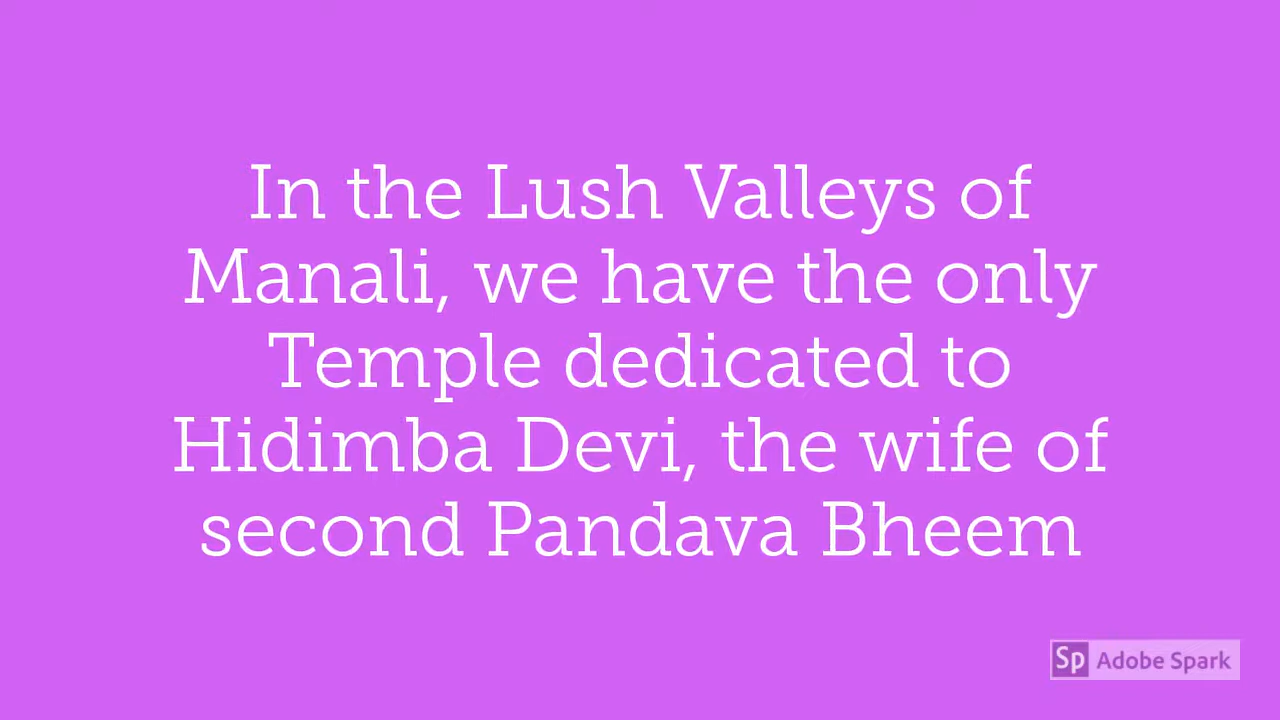 In the Lush Valleys of
Manali, we have the only
Temple dedicated to
Hidimba Devi, the wife of
second Pandava Bheem
Sp Adobe Spark